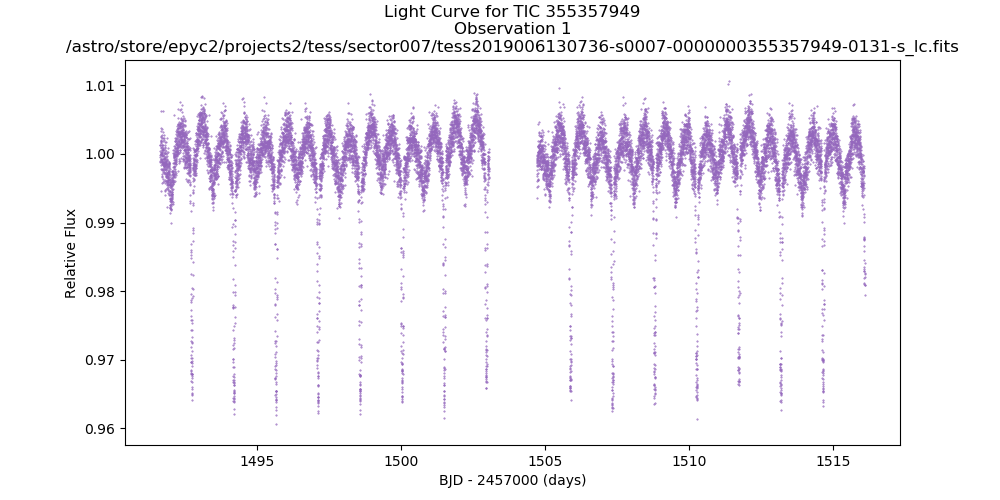 Light Curve for TIC 355357949
Observation 1
/astro/store/epyc2/projects2/tess/sector007/tess2019006130736-s0007-0000000355357949-0131-s_lc.fits
1.01
1.00
0.99
0.98
0.97
0.96
Relative Flux
1495
1500
1505
1510
1515
BJD - 2457000 (days)